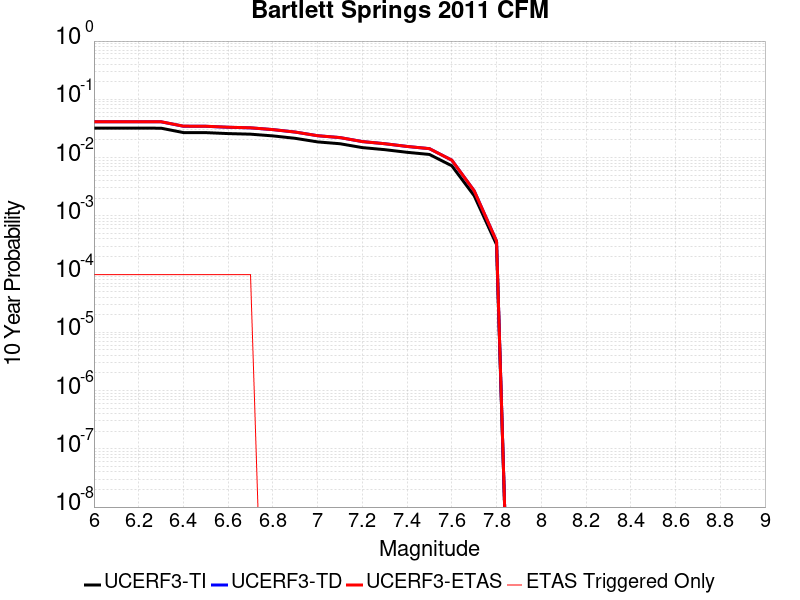 Bartlett Springs 2011 CFM
10 0
10 -1
10 -2
10 -3
10 -4
10 -5
10 -6
10 -7
10 -8
10 Year Probability
6 6.2 6.4 6.6 6.8 7 7.2 7.4 7.6 7.8 8 8.2 8.4 8.6 8.8 9
Magnitude
UCERF3-TI UCERF3-TD UCERF3-ETAS ETAS Triggered Only